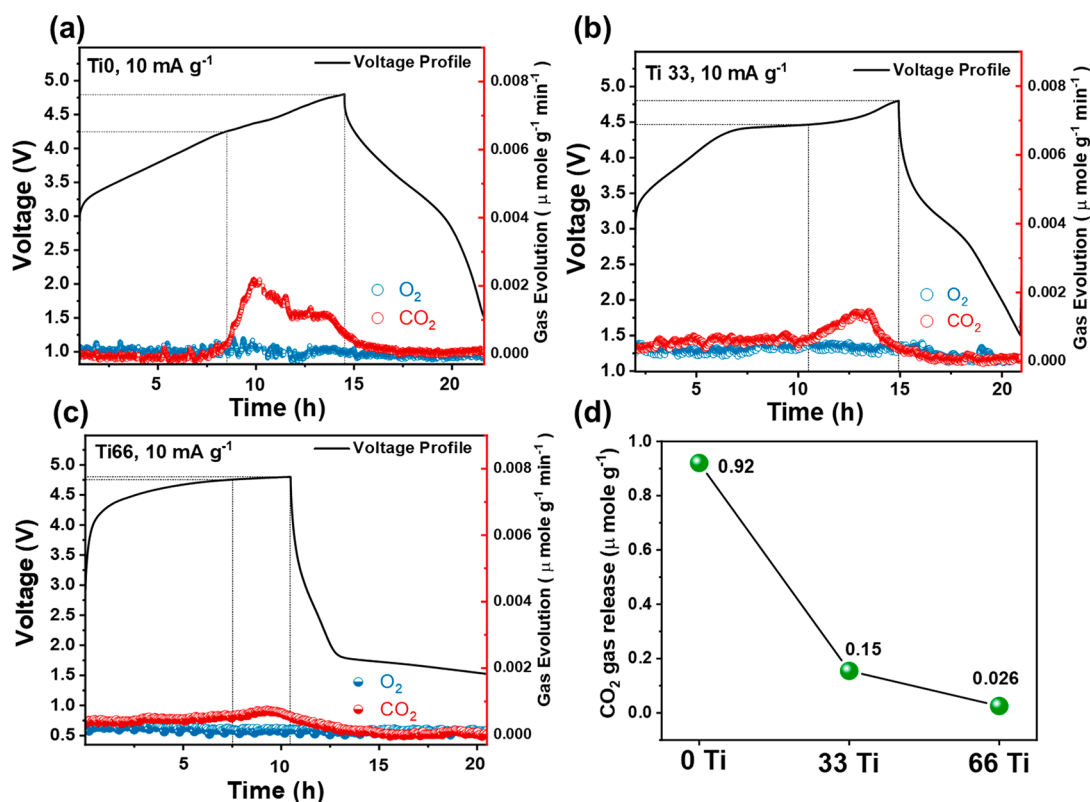 (a)
Ti0, 10 mA g-1
Voltage Profile
5.0
4.5
4.0
3.5
3.0
2.5
2.0
1.5
1.0
Voltage (V)
0.008
0.006
0.004
0.002
0.000
Gas Evolution ( μ mole g-1 min-1)
O2
CO2
5
10
15
20
Time (h)
(b)
Ti 33, 10 mA g-1
Voltage Profile
5.0
4.5
4.0
3.5
3.0
2.5
2.0
1.5
1.0
Voltage (V)
0.008
0.006
0.004
0.002
0.000
Gas Evolution ( μ mole g-1 min-1)
O2
CO2
5
10
15
20
Time (h)
(c)
Ti66, 10 mA g-1
Voltage Profile
5.0
4.5
4.0
3.5
3.0
2.5
2.0
1.5
1.0
0.5
Voltage (V)
0.008
0.006
0.004
0.002
0.000
Gas Evolution ( μ mole g-1 min-1)
O2
CO2
5
10
15
20
Time (h)
(d)
1.0
0.8
0.6
0.4
0.2
0.0
CO2 gas release (μ mole g-1)
0.92
0.15
0.026
0 Ti
33 Ti
66 Ti